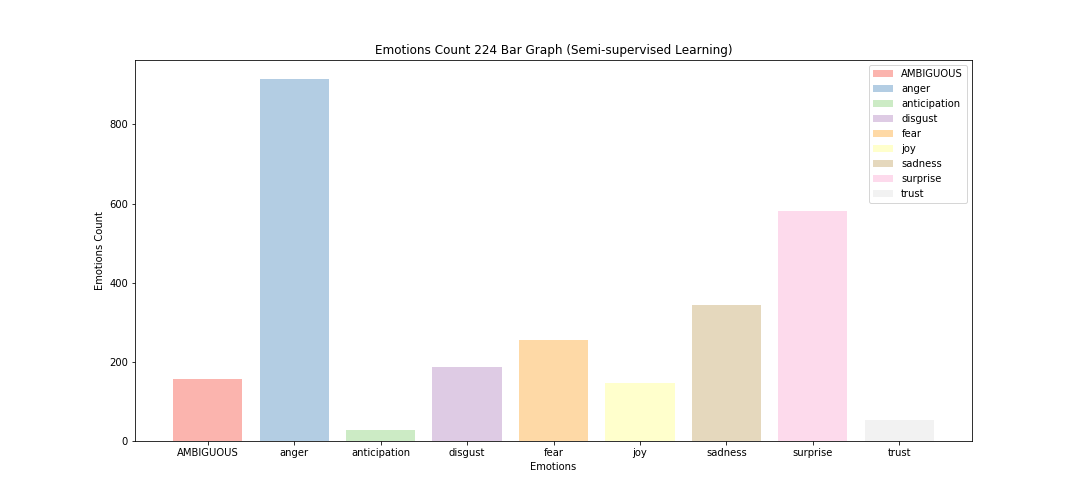 Emotions Count 224 Bar Graph (Semi-supervised Learning)
AMBIGUOUS
anger
anticipation
disgust
fear
joy
sadness
surprise
trust
Emotions Count
800
600
400
200
0
AMBIGUOUS anger anticipation disgust fear joy sadness surprise trust
Emotions